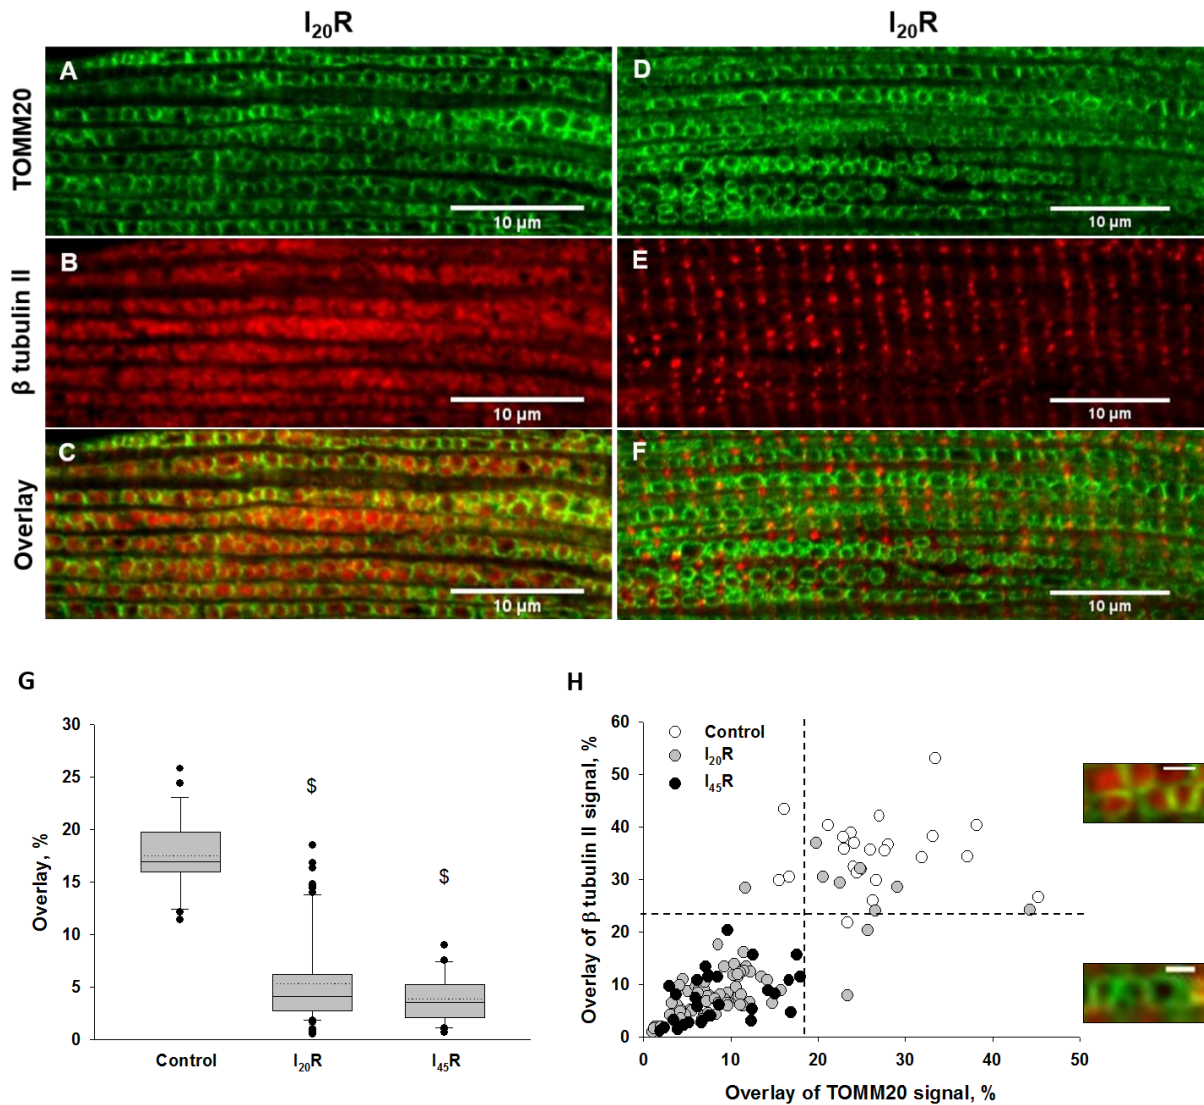 I₂₀R
I₂₀R
TOMM20
A
10 µm
D
10 µm
β tubulin II
B
10 µm
E
10 µm
Overlay
C
10 µm
F
10 µm
G
Overlay, %
30
25
20
15
10
5
0
$
$
Control
I₂₀R
I₄₅R
H
Overlay of β tubulin II signal, %
60
50
40
30
20
10
0
Control
I₂₀R
I₄₅R
0 10 20 30 40 50
Overlay of TOMM20 signal, %